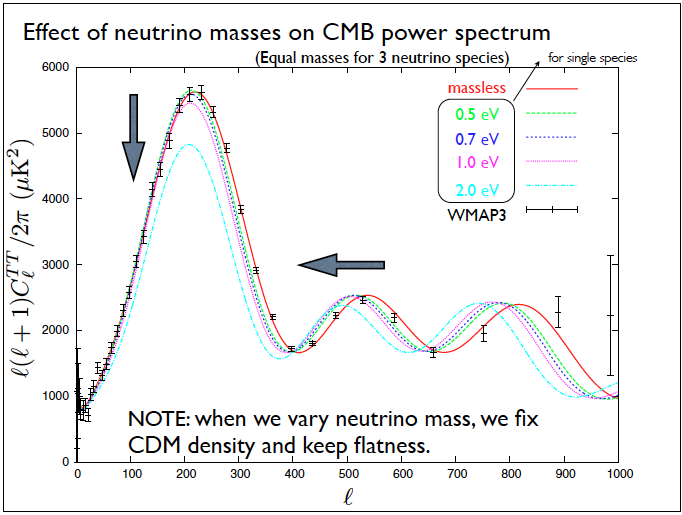 Effect of neutrino masses on CMB power spectrum
(Equal masses for 3 neutrino species)
for single species
massless
0.5 eV
0.7 eV
1.0 eV
2.0 eV
WMAP3
ℓ(ℓ + 1)C_ℓ^{TT}/2π (μK²)
6000
5000
4000
3000
2000
1000
0
NOTE: when we vary neutrino mass, we fix
CDM density and keep flatness.
0 100 200 300 400 500 600 700 800 900 1000
ℓ